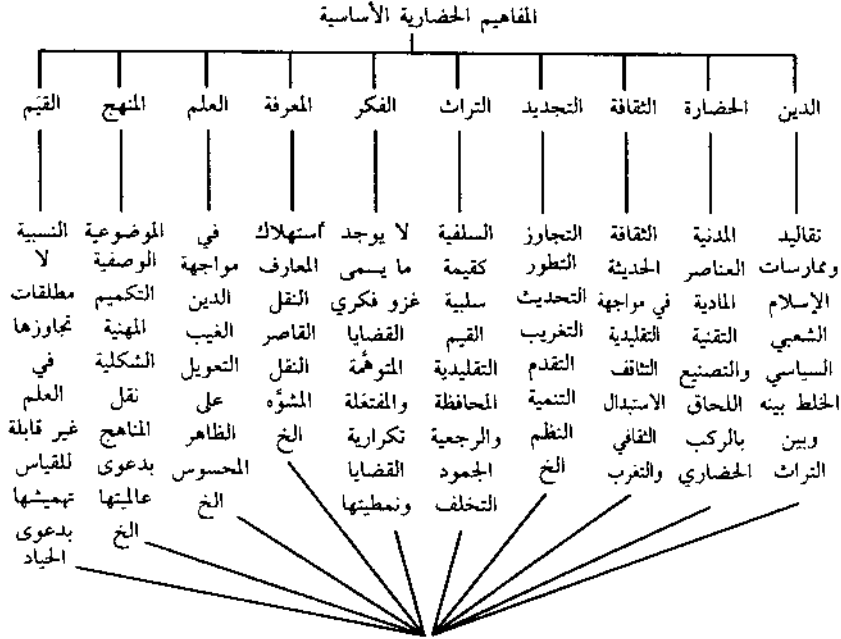 المفاهيم الحضارية الأساسية
الدين
الحضارة
الثقافة
التجديد
التراث
الفكر
المعرفة
العلم
المنهج
القيم
تقاليد
وممارسات
الإسلام
الشعبي
السياسي
الخلط بينه
وبين
التراث
المدنية
العناصر
المادية
التقنية
والتصنيع
اللحاق
بالركب
الحضاري
الثقافة
الحديثة
في مواجهة
التقليدية
التثاقف
الاستبدال
الثقافي
والتغرب
التجاوز
التطور
التحديث
التغريب
التقدم
التنمية
النظم
الخ
السلفية
كقيمة
سلبية
القيم
التقليدية
المحافظة
والرجعية
الجمود
التخلف
لا يوجد
ما يسمى
غزو فكري
القضايا
المتوهَّمة
والمفتعلة
تكرارية
القضايا
ونمطيتها
استهلاك
المعارف
النقل
القاصر
النقل
المشوَّه
الخ
في
مواجهة
الدين
الغيب
التعويل
على
الظاهر
المحسوس
الخ
الموضوعية
الوصفية
التكميم
المهنية
الشكلية
نقل
المناهج
بدعوى
عالميتها
الخ
النسبية
لا
مطلقات
تجاوزها
في
العلم
غير قابلة
للقياس
تهميشها
بدعوى
الحياد